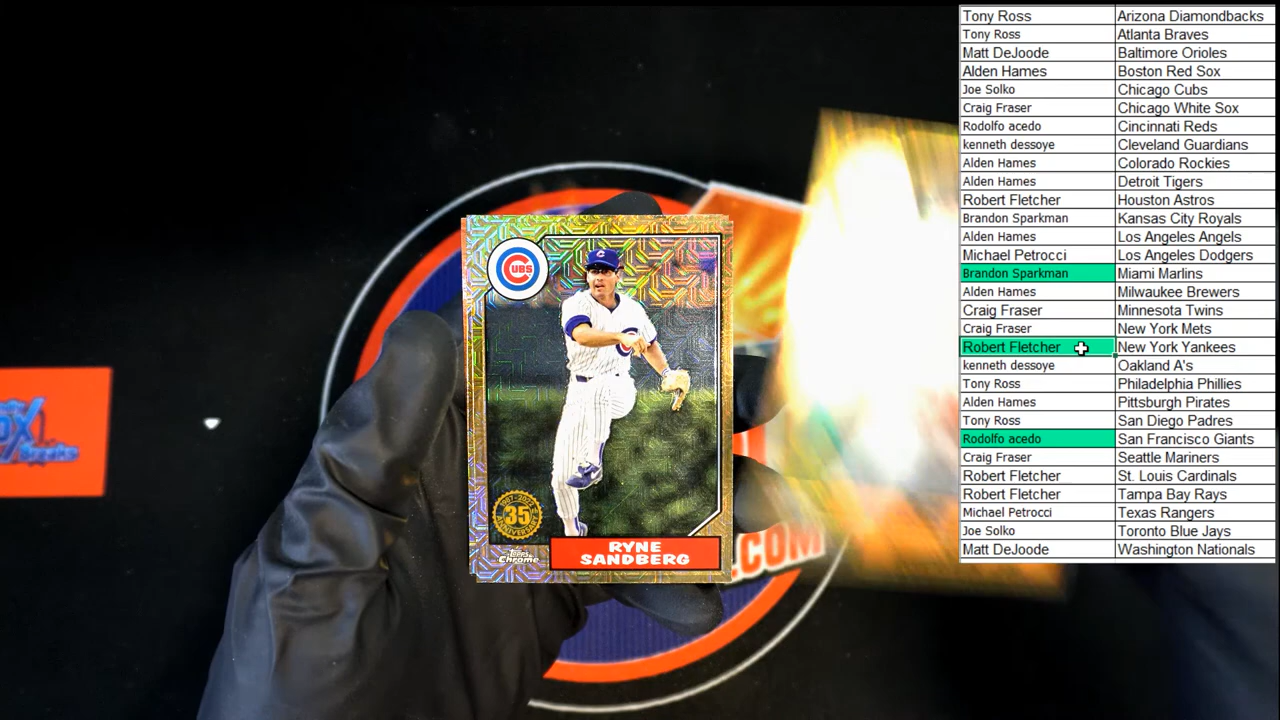 Tony Ross Arizona Diamondbacks
Tony Ross Atlanta Braves
Matt DeJoode Baltimore Orioles
Alden Hames Boston Red Sox
Joe Solko Chicago Cubs
Craig Fraser Chicago White Sox
Rodolfo acedo Cincinnati Reds
kenneth dessoye Cleveland Guardians
Alden Hames Colorado Rockies
Alden Hames Detroit Tigers
Robert Fletcher Houston Astros
Brandon Sparkman Kansas City Royals
Alden Hames Los Angeles Angels
Michael Petrocci Los Angeles Dodgers
Brandon Sparkman Miami Marlins
Alden Hames Milwaukee Brewers
Craig Fraser Minnesota Twins
Craig Fraser New York Mets
Robert Fletcher New York Yankees
kenneth dessoye Oakland A's
Tony Ross Philadelphia Phillies
Alden Hames Pittsburgh Pirates
Tony Ross San Diego Padres
Rodolfo acedo San Francisco Giants
Craig Fraser Seattle Mariners
Robert Fletcher St. Louis Cardinals
Robert Fletcher Tampa Bay Rays
Michael Petrocci Texas Rangers
Joe Solko Toronto Blue Jays
Matt DeJoode Washington Nationals
CUBS
35
ANNIVERSARY
Topps
Chrome
RYNE
SANDBERG
.COM
Breaks